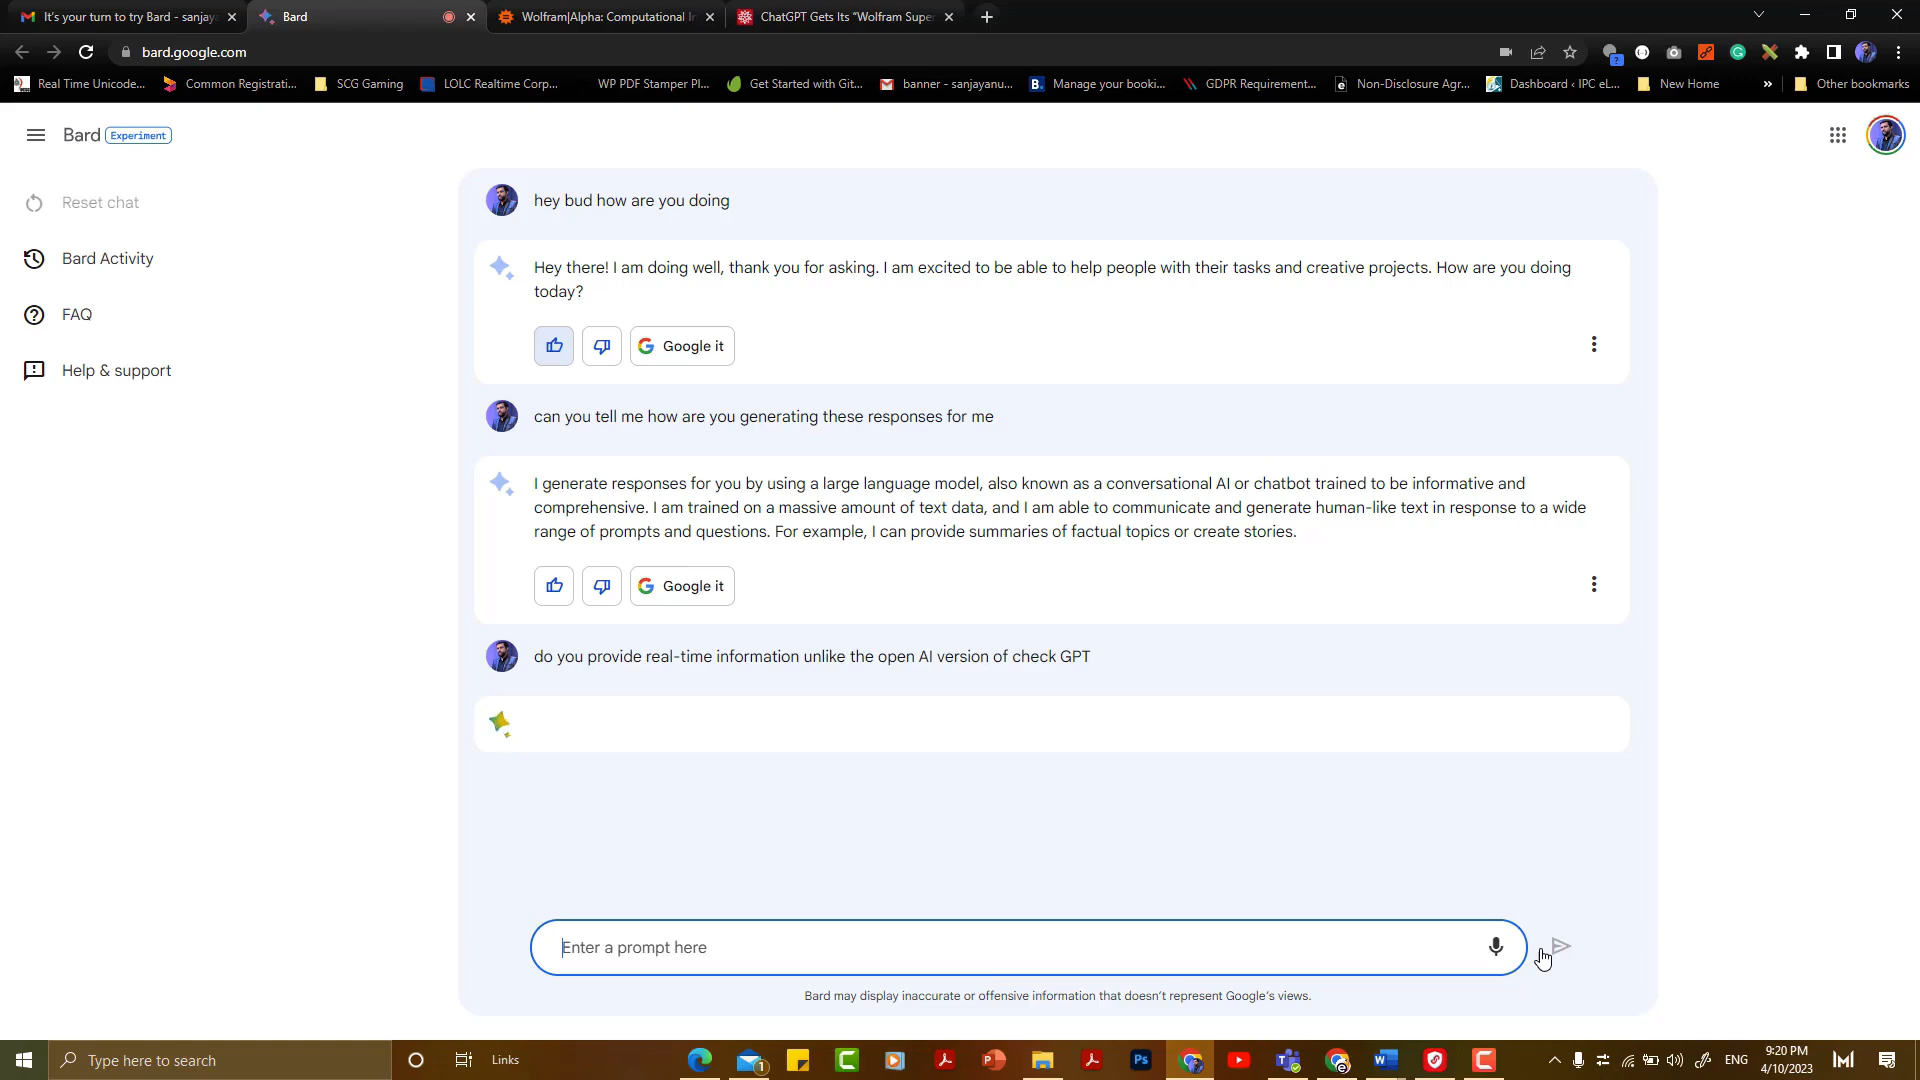 It's your turn to try Bard - sanjay
Bard
Wolfram|Alpha: Computational In
ChatGPT Gets Its "Wolfram Super
bard.google.com
Real Time Unicode...
Common Registrati...
SCG Gaming
LOLC Realtime Corp...
WP PDF Stamper Pl...
Get Started with Git...
banner - sanjayanu...
Manage your booki...
GDPR Requirement...
Non-Disclosure Agr...
Dashboard ‹ IPC eL...
New Home
»
Other bookmarks
Bard Experiment
Reset chat
Bard Activity
FAQ
Help & support
hey bud how are you doing
Hey there! I am doing well, thank you for asking. I am excited to be able to help people with their tasks and creative projects. How are you doing
today?
Google it
can you tell me how are you generating these responses for me
I generate responses for you by using a large language model, also known as a conversational AI or chatbot trained to be informative and
comprehensive. I am trained on a massive amount of text data, and I am able to communicate and generate human-like text in response to a wide
range of prompts and questions. For example, I can provide summaries of factual topics or create stories.
Google it
do you provide real-time information unlike the open AI version of check GPT
Enter a prompt here
Bard may display inaccurate or offensive information that doesn't represent Google's views.
Type here to search
Links
ENG
9:20 PM
4/10/2023